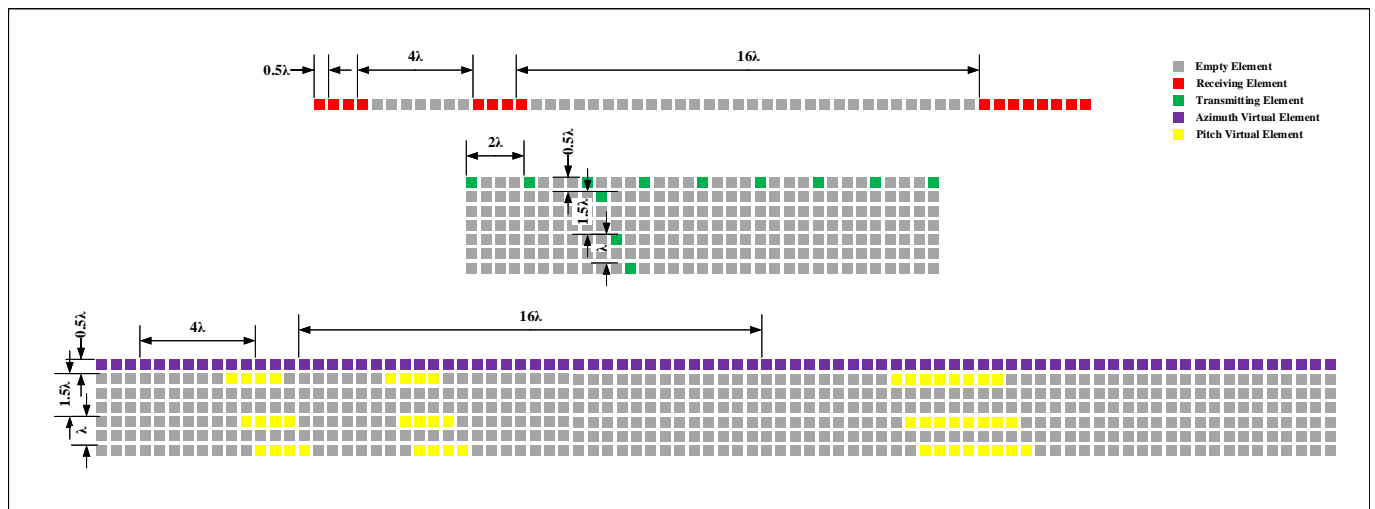 0.5λ
4λ
16λ
Empty Element
Receiving Element
Transmitting Element
Azimuth Virtual Element
Pitch Virtual Element
2λ
0.5λ
1.5λ
λ
0.5λ
4λ
16λ
1.5λ
λ